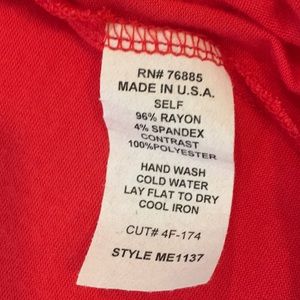 RN# 76885
MADE IN U.S.A.
SELF
96% RAYON
4% SPANDEX
CONTRAST
100%POLYESTER
HAND WASH
COLD WATER
LAY FLAT TO DRY
COOL IRON
CUT# 4F-174
STYLE ME1137